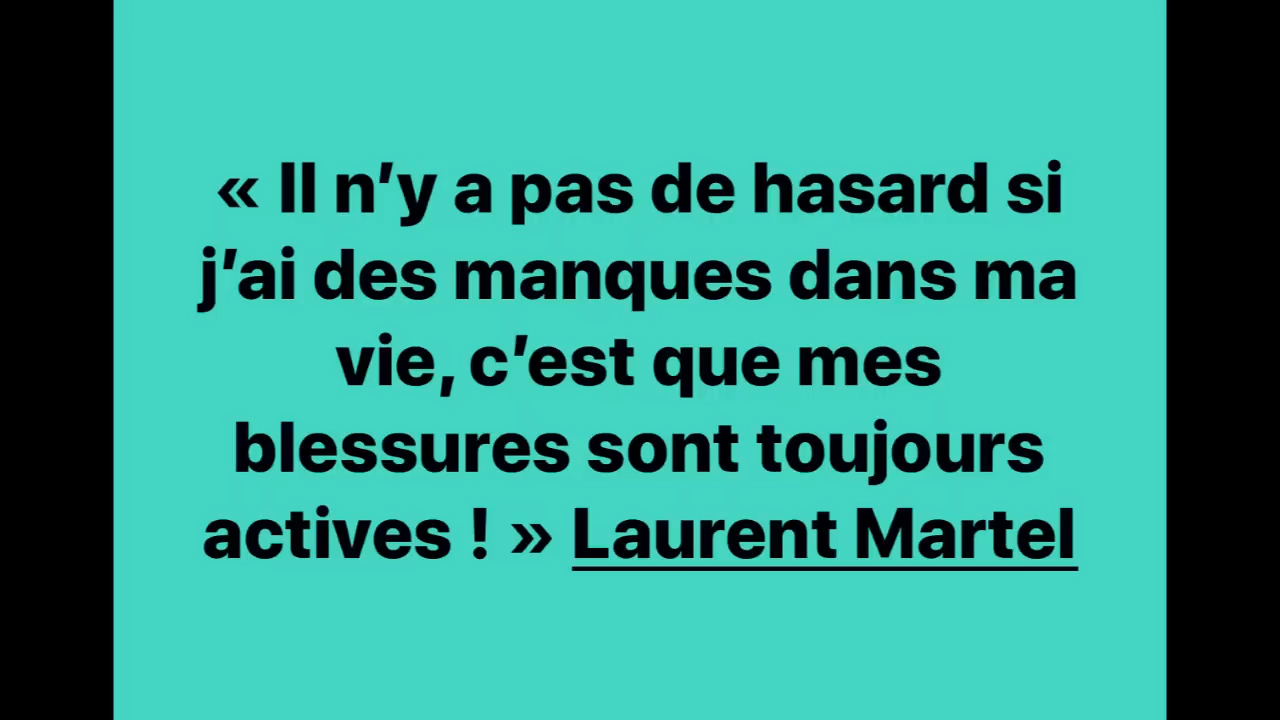 « Il n’y a pas de hasard si
j’ai des manques dans ma
vie, c’est que mes
blessures sont toujours
actives ! » Laurent Martel